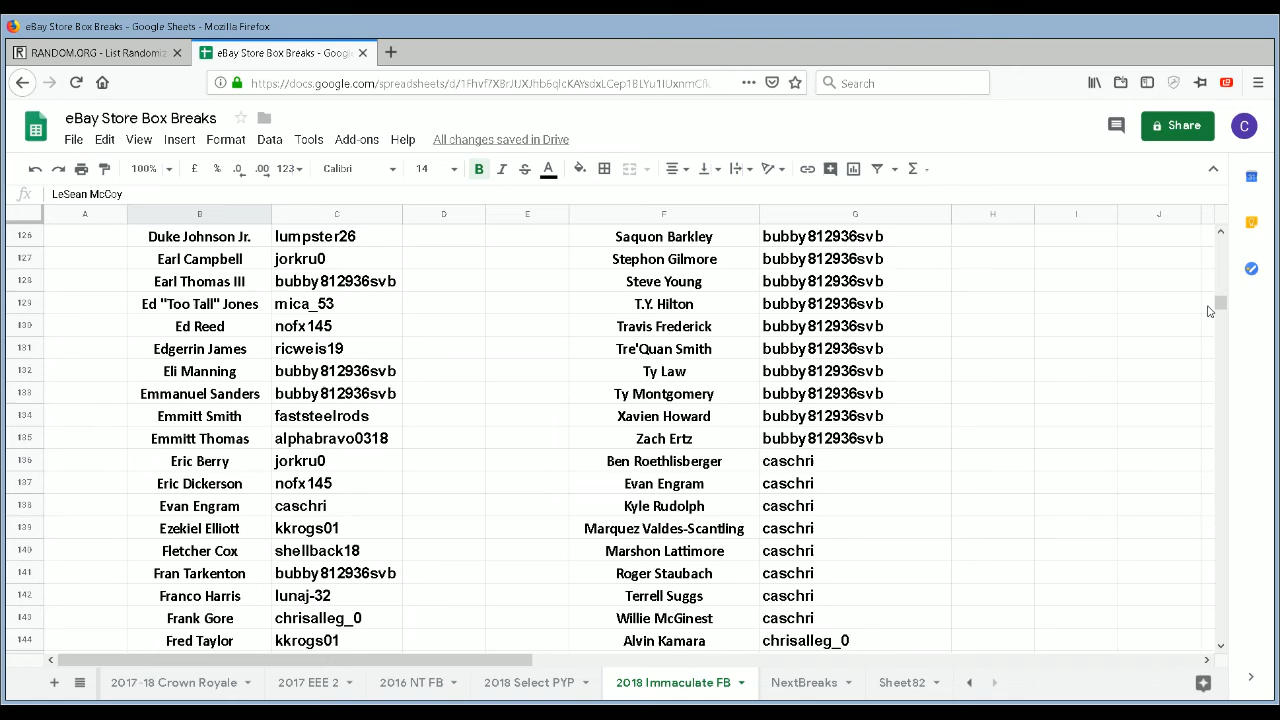 eBay Store Box Breaks - Google Sheets - Mozilla Firefox
RANDOM.ORG - List Randomiz
eBay Store Box Breaks - Googl
Search
eBay Store Box Breaks
Share
C
File Edit View Insert Format Data Tools Add-ons Help All changes saved in Drive
100% £ % .0 .00 123 Calibri 14 B I S A Σ
fx LeSean McCoy
A B C D E F G H I J
126 Duke Johnson Jr. lumpster26 Saquon Barkley bubby812936svb
127 Earl Campbell jorkru0 Stephon Gilmore bubby812936svb
128 Earl Thomas III bubby812936svb Steve Young bubby812936svb
129 Ed "Too Tall" Jones mica_53 T.Y. Hilton bubby812936svb
130 Ed Reed nofx145 Travis Frederick bubby812936svb
131 Edgerrin James ricweis19 Tre'Quan Smith bubby812936svb
132 Eli Manning bubby812936svb Ty Law bubby812936svb
133 Emmanuel Sanders bubby812936svb Ty Montgomery bubby812936svb
134 Emmitt Smith faststeelrods Xavien Howard bubby812936svb
135 Emmitt Thomas alphabravo0318 Zach Ertz bubby812936svb
136 Eric Berry jorkru0 Ben Roethlisberger caschri
137 Eric Dickerson nofx145 Evan Engram caschri
138 Evan Engram caschri Kyle Rudolph caschri
139 Ezekiel Elliott kkrogs01 Marquez Valdes-Scantling caschri
140 Fletcher Cox shellback18 Marshon Lattimore caschri
141 Fran Tarkenton bubby812936svb Roger Staubach caschri
142 Franco Harris lunaj-32 Terrell Suggs caschri
143 Frank Gore chrisalleg_0 Willie McGinest caschri
144 Fred Taylor kkrogs01 Alvin Kamara chrisalleg_0
2017-18 Crown Royale 2017 EEE 2 2016 NT FB 2018 Select PYP 2018 Immaculate FB NextBreaks Sheet82